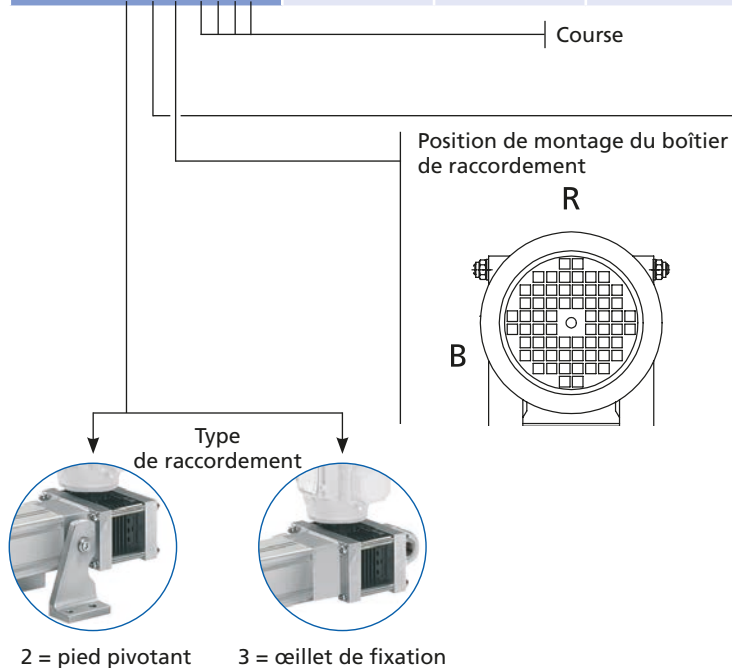 Course
Position de montage du boîtier
de raccordement
R
B
Type
de raccordement
2 = pied pivotant
3 = œillet de fixation